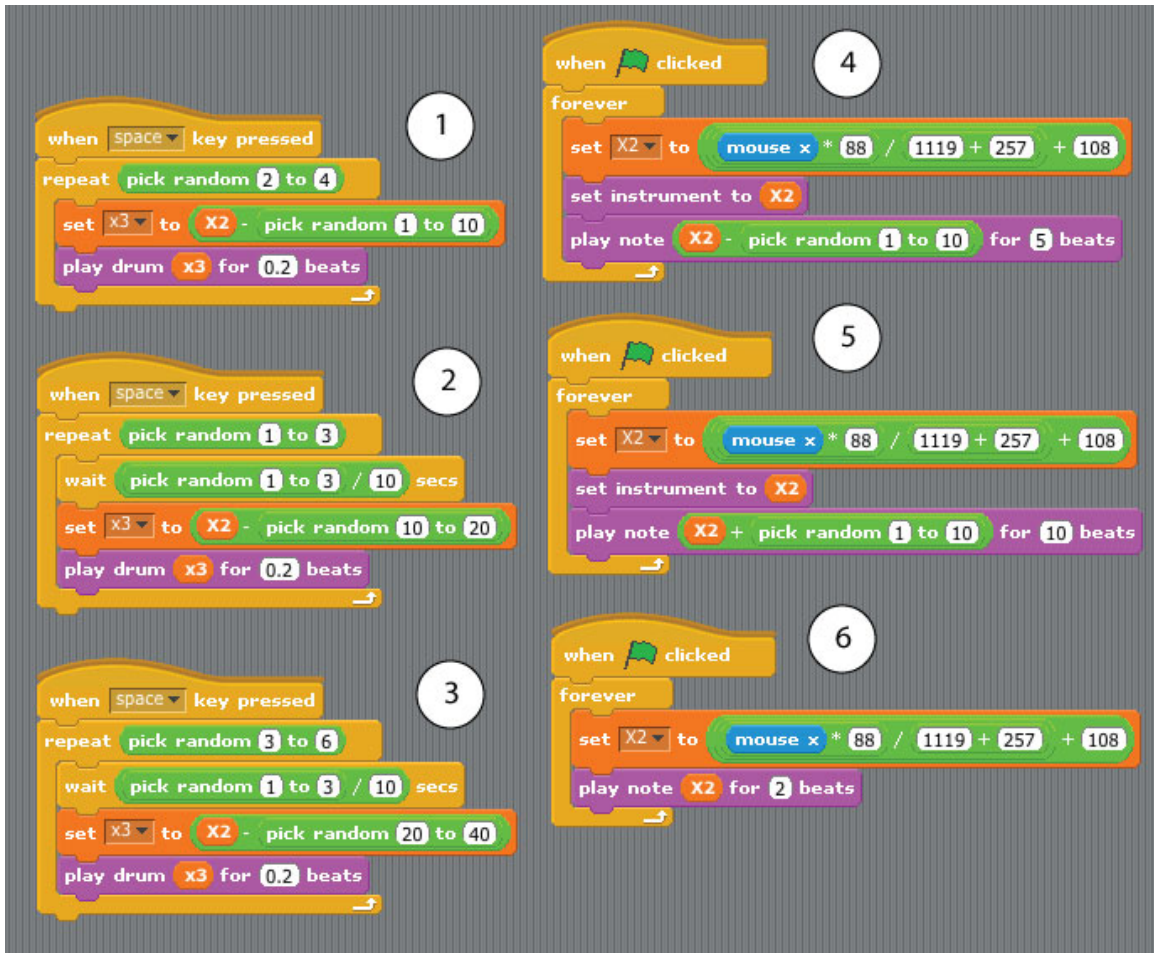 1
when space key pressed
repeat pick random 2 to 4
set x3 to X2 - pick random 1 to 10
play drum x3 for 0.2 beats
2
when space key pressed
repeat pick random 1 to 3
wait pick random 1 to 3 / 10 secs
set x3 to X2 - pick random 10 to 20
play drum x3 for 0.2 beats
3
when space key pressed
repeat pick random 3 to 6
wait pick random 1 to 3 / 10 secs
set x3 to X2 - pick random 20 to 40
play drum x3 for 0.2 beats
4
when clicked
forever
set X2 to mouse x * 88 / 1119 + 257 + 108
set instrument to X2
play note X2 - pick random 1 to 10 for 5 beats
5
when clicked
forever
set X2 to mouse x * 88 / 1119 + 257 + 108
set instrument to X2
play note X2 + pick random 1 to 10 for 10 beats
6
when clicked
forever
set X2 to mouse x * 88 / 1119 + 257 + 108
play note X2 for 2 beats